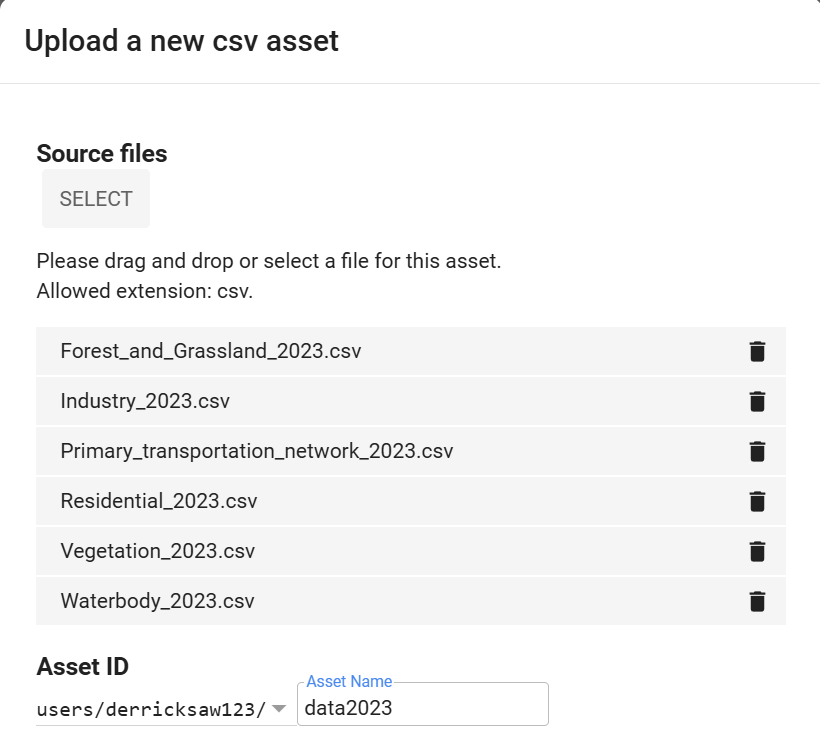 Upload a new csv asset
Source files
SELECT
Please drag and drop or select a file for this asset.
Allowed extension: csv.
Forest_and_Grassland_2023.csv
Industry_2023.csv
Primary_transportation_network_2023.csv
Residential_2023.csv
Vegetation_2023.csv
Waterbody_2023.csv
Asset ID
Asset Name
users/derricksaw123/ data2023